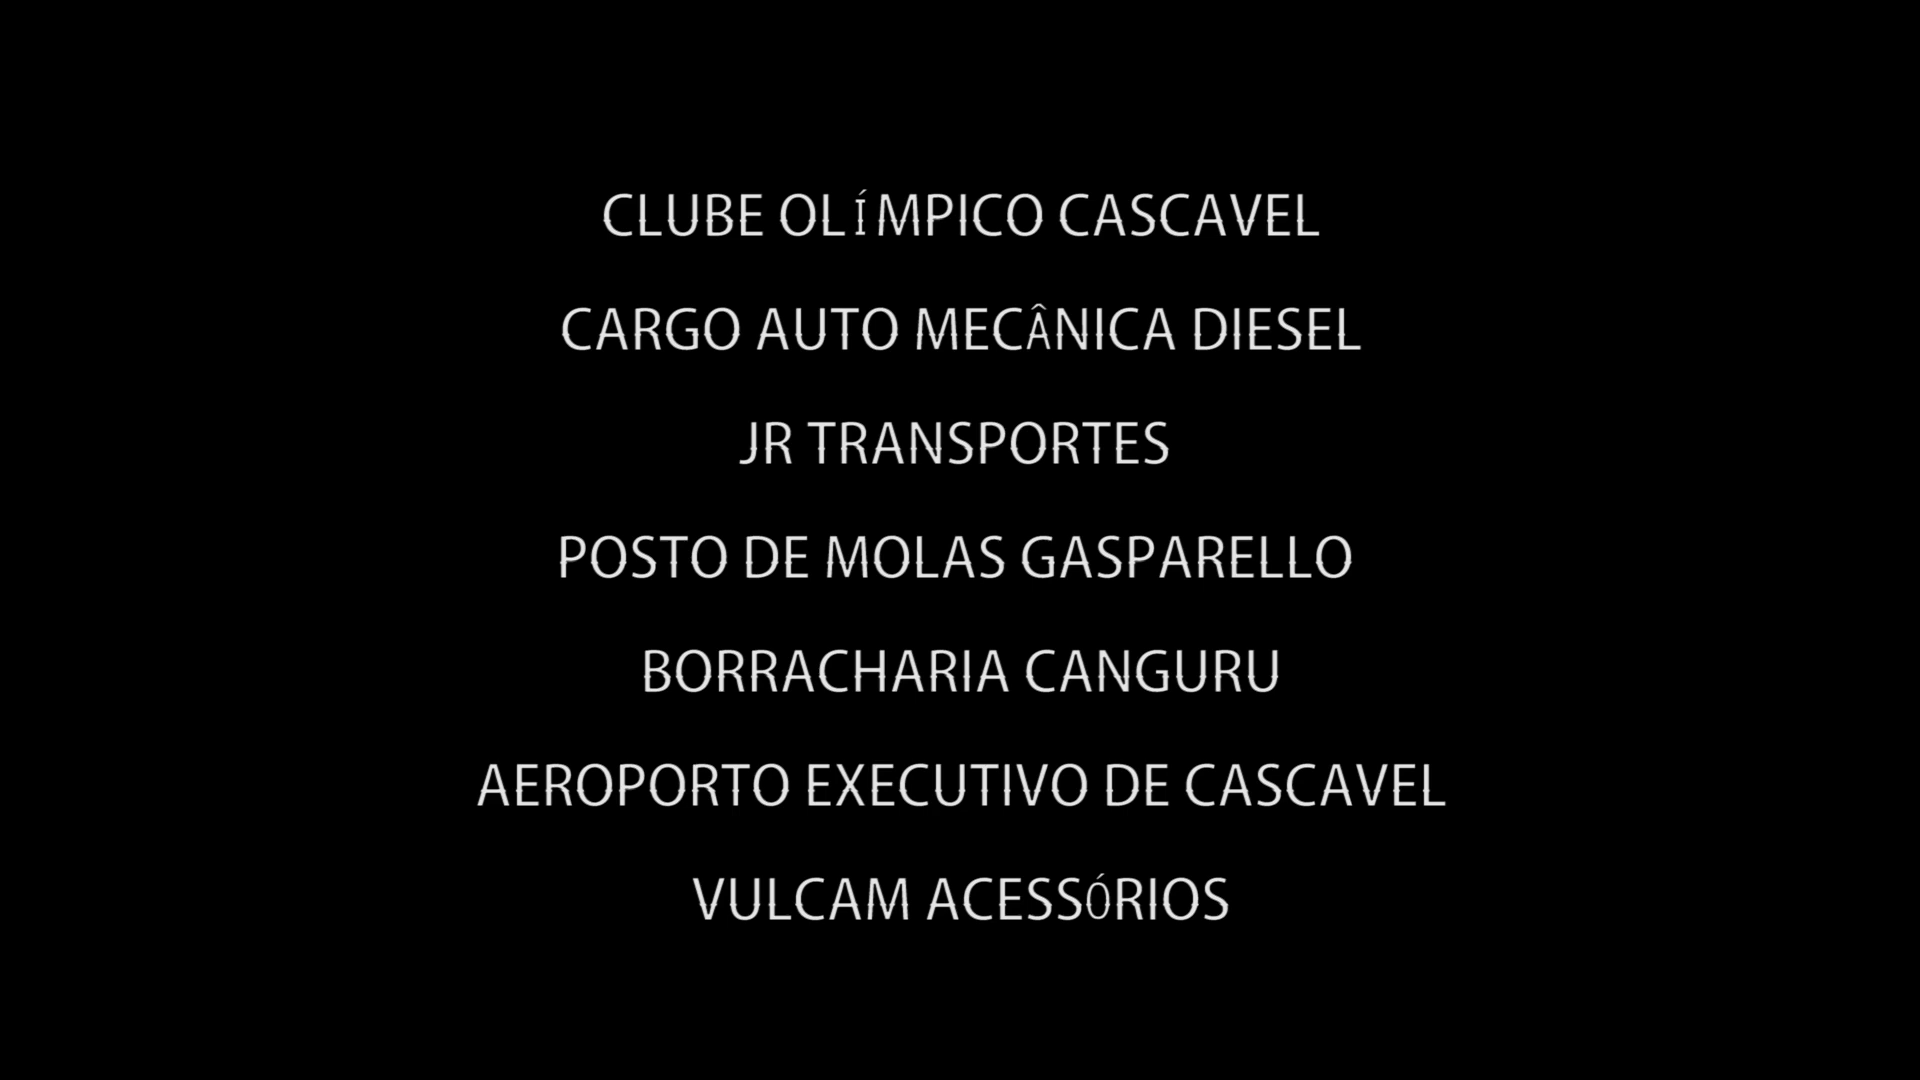 CLUBE OLÍMPICO CASCAVEL
CARGO AUTO MECÂNICA DIESEL
JR TRANSPORTES
POSTO DE MOLAS GASPARELLO
BORRACHARIA CANGURU
AEROPORTO EXECUTIVO DE CASCAVEL
VULCAM ACESSÓRIOS